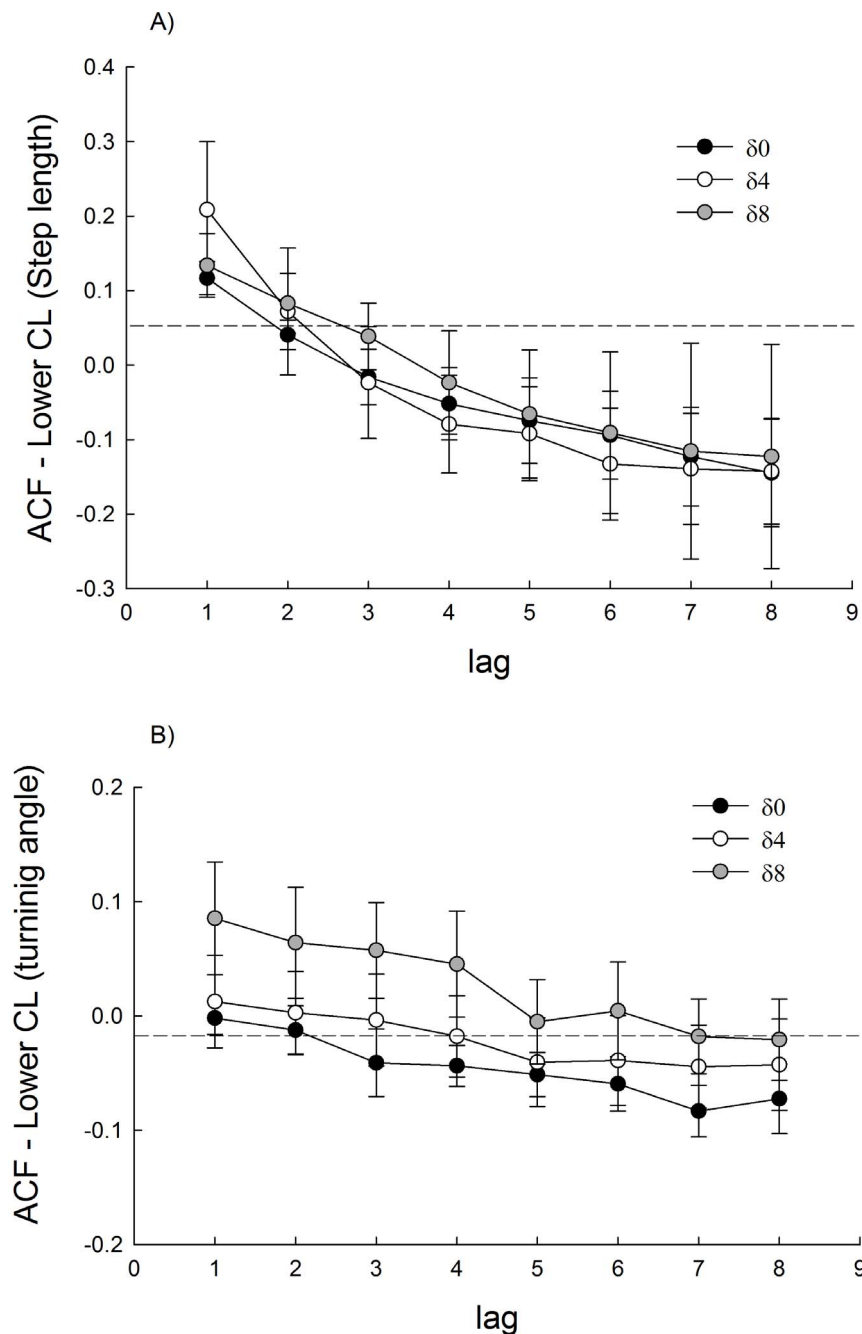 A)
ACF - Lower CL (Step length)
0.4
0.3
0.2
0.1
0.0
-0.1
-0.2
-0.3
δ0
δ4
δ8
0 1 2 3 4 5 6 7 8 9
lag
B)
ACF - Lower CL (turninig angle)
0.2
0.1
0.0
-0.1
-0.2
δ0
δ4
δ8
0 1 2 3 4 5 6 7 8 9
lag